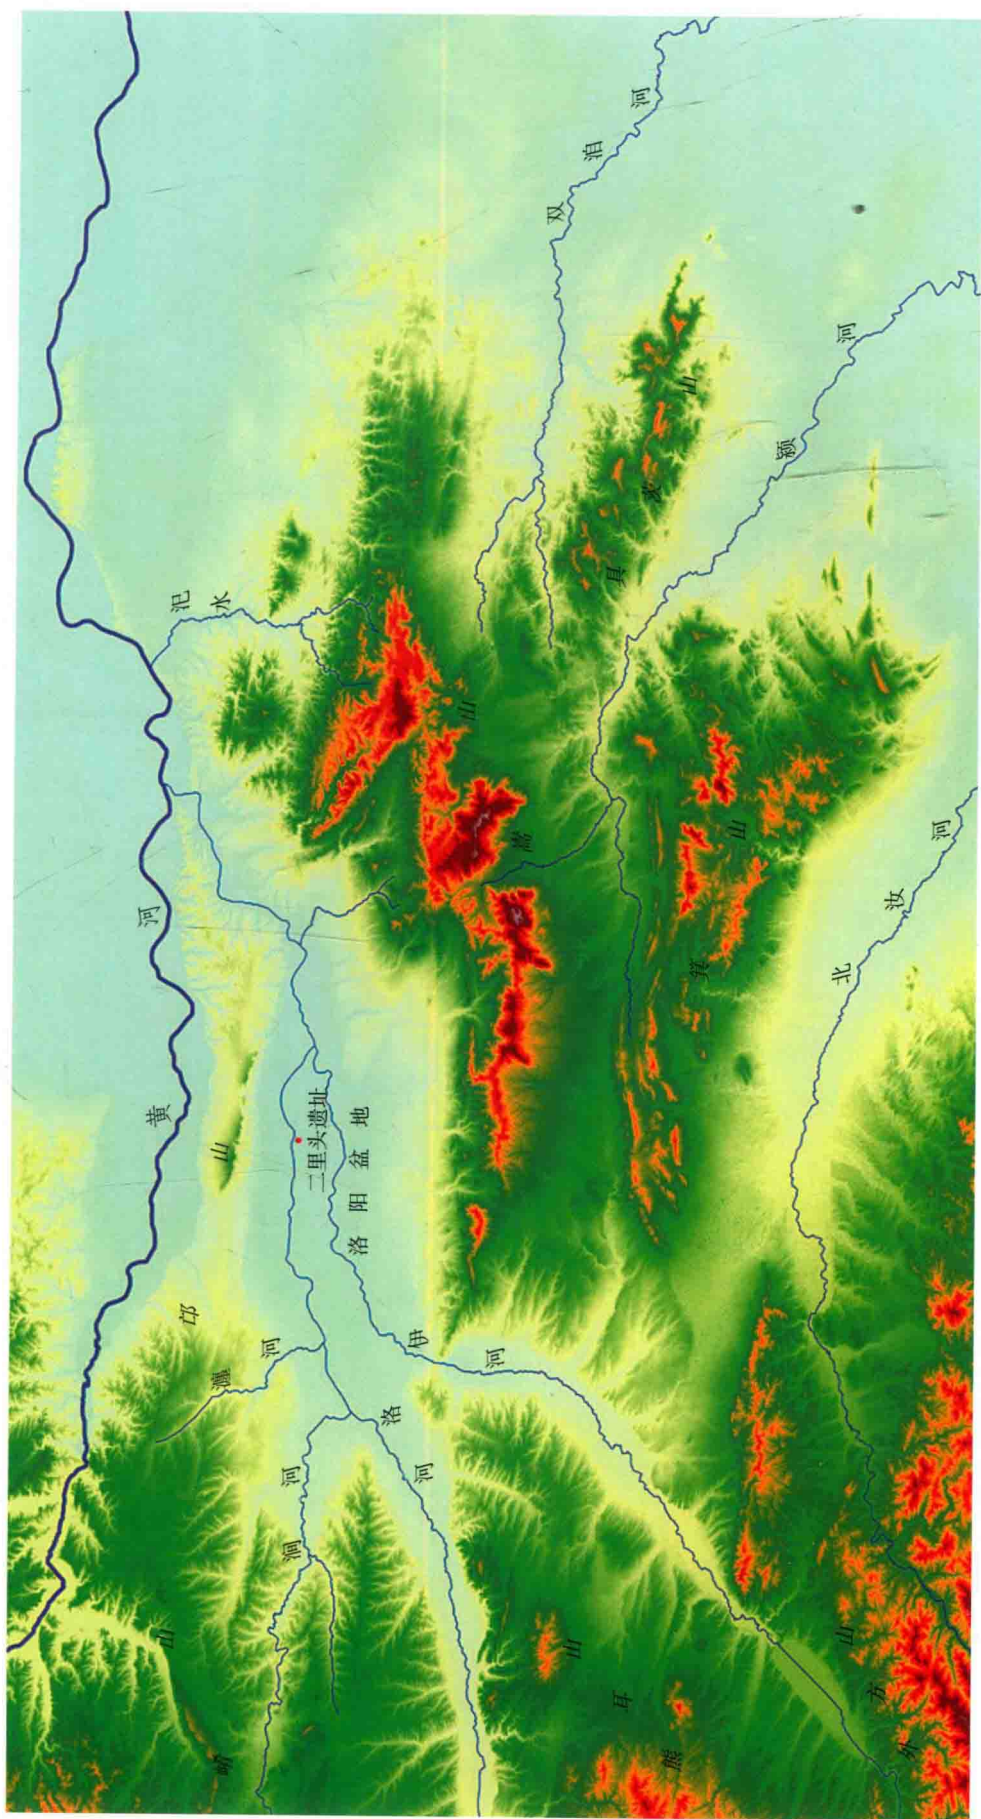 黄河
汜水
邙山
瀍河
涧河
崤山
二里头遗址
洛阳盆地
洛河
伊河
嵩山
双洎河
具茨山
颍河
箕山
北汝河
熊耳山
外方山